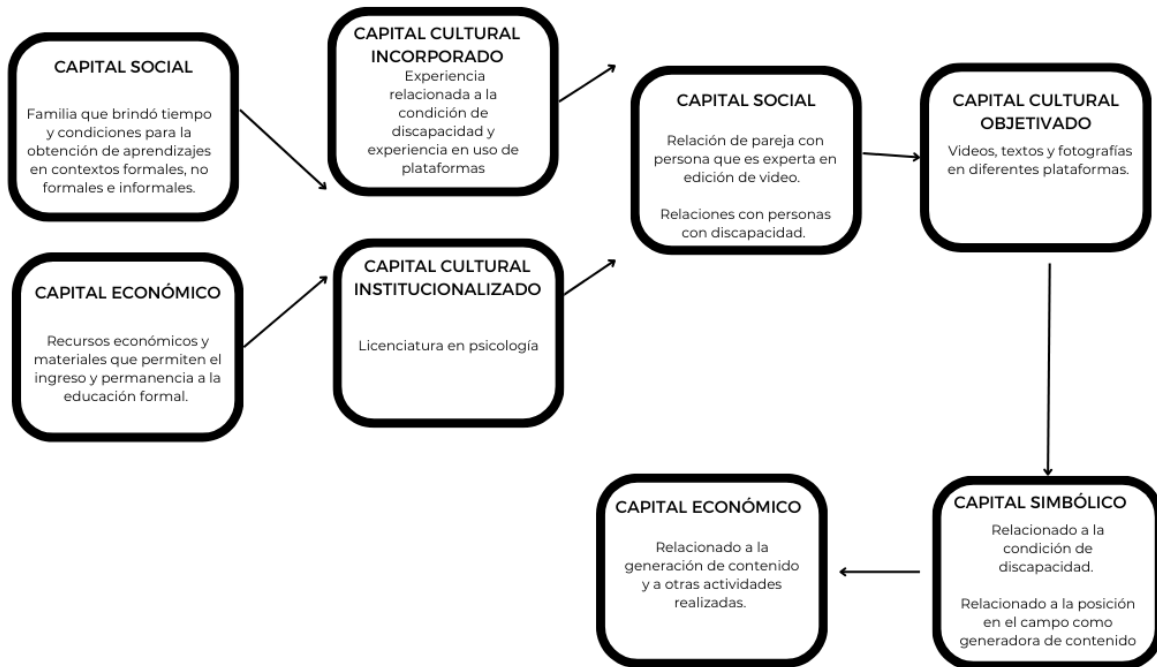 CAPITAL SOCIAL
Familia que brindó tiempo
y condiciones para la
obtención de aprendizajes
en contextos formales, no
formales e informales.
CAPITAL ECONÓMICO
Recursos económicos y
materiales que permiten el
ingreso y permanencia a la
educación formal.
CAPITAL CULTURAL
INCORPORADO
Experiencia
relacionada a la
condición de
discapacidad y
experiencia en uso de
plataformas
CAPITAL CULTURAL
INSTITUCIONALIZADO
Licenciatura en psicología
CAPITAL SOCIAL
Relación de pareja con
persona que es experta en
edición de video.
Relaciones con personas
con discapacidad.
CAPITAL CULTURAL
OBJETIVADO
Videos, textos y fotografías
en diferentes plataformas.
CAPITAL SIMBÓLICO
Relacionado a la
condición de
discapacidad.
Relacionado a la posición
en el campo como
generadora de contenido
CAPITAL ECONÓMICO
Relacionado a la
generación de contenido
y a otras actividades
realizadas.